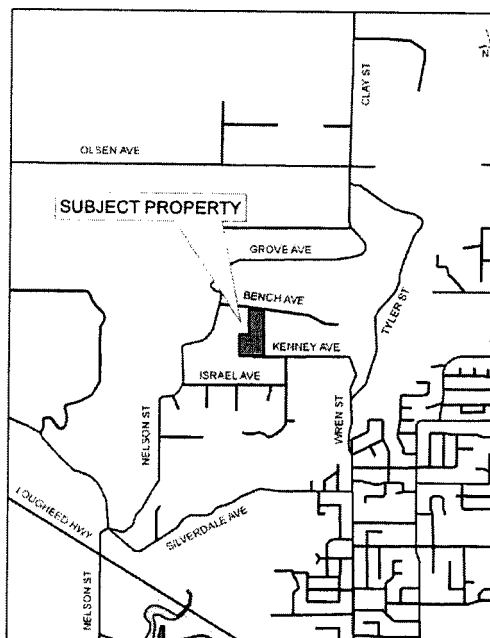 CLAY ST
OLSEN AVE
SUBJECT PROPERTY
GROVE AVE
BENCH AVE
TYLER ST
KENNEY AVE
ISRAEL AVE
NELSON ST
WREN ST
LOUGHEED HWY
SILVERDALE AVE
NELSON ST